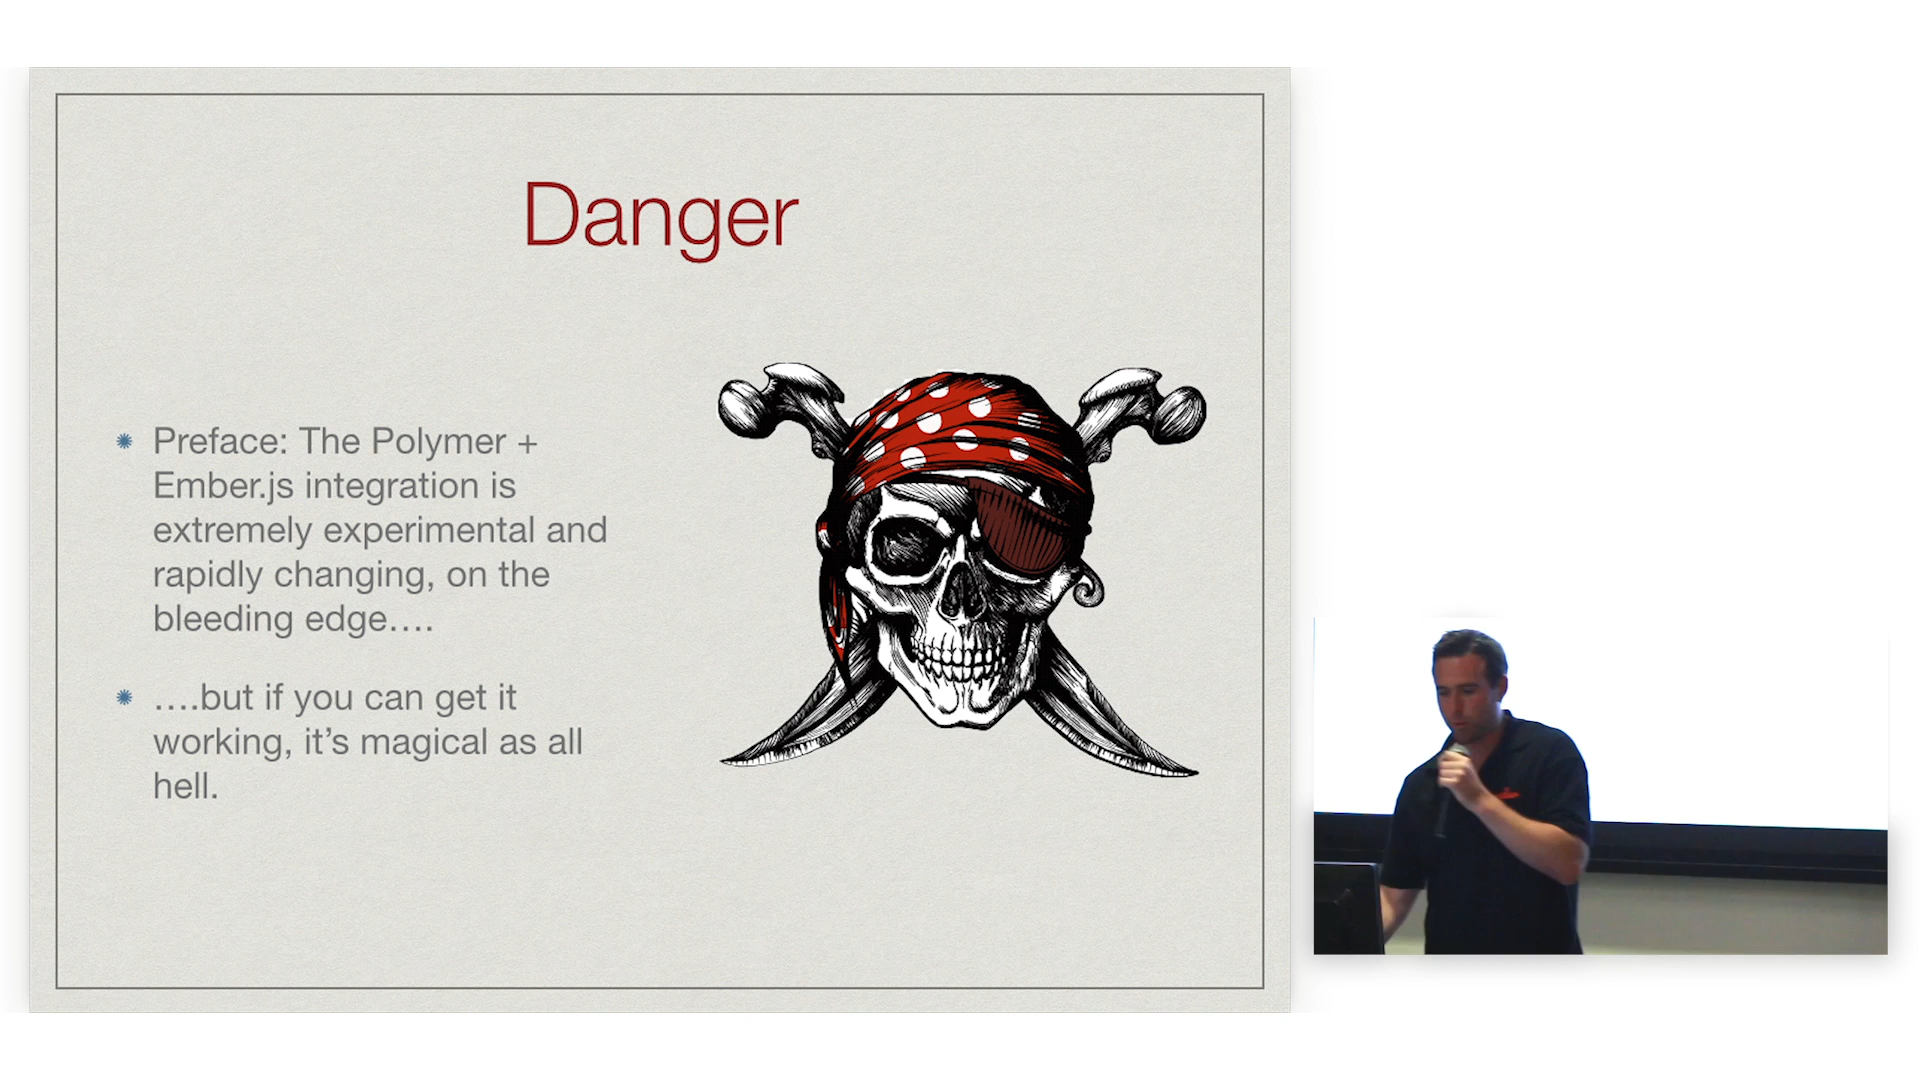 Danger
Preface: The Polymer +
Ember.js integration is
extremely experimental and
rapidly changing, on the
bleeding edge….
….but if you can get it
working, it’s magical as all
hell.